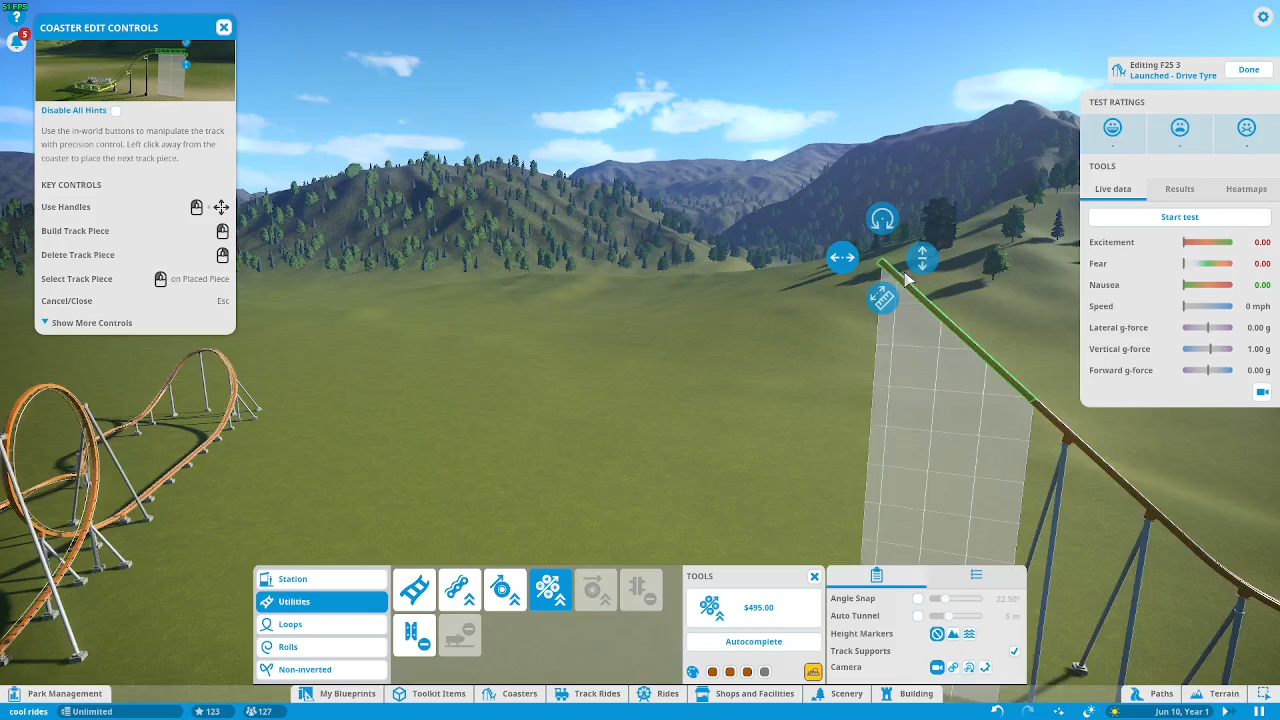 51 FPS
?
5
COASTER EDIT CONTROLS
Disable All Hints
Use the in-world buttons to manipulate the track
with precision control. Left click away from the
coaster to place the next track piece.
KEY CONTROLS
Use Handles
Build Track Piece
Delete Track Piece
Select Track Piece on Placed Piece
Cancel/Close Esc
Show More Controls
Editing F25 3
Launched - Drive Tyre
Done
TEST RATINGS
- - -
TOOLS
Live data Results Heatmaps
Start test
Excitement 0.00
Fear 0.00
Nausea 0.00
Speed 0 mph
Lateral g-force 0.00 g
Vertical g-force 1.00 g
Forward g-force 0.00 g
Station
Utilities
Loops
Rolls
Non-inverted
TOOLS
$495.00
Autocomplete
Angle Snap 22.50°
Auto Tunnel 5 m
Height Markers
Track Supports
Camera
Park Management
My Blueprints
Toolkit Items
Coasters
Track Rides
Rides
Shops and Facilities
Scenery
Building
Paths
Terrain
cool rides
Unlimited
123
127
Jun 10, Year 1